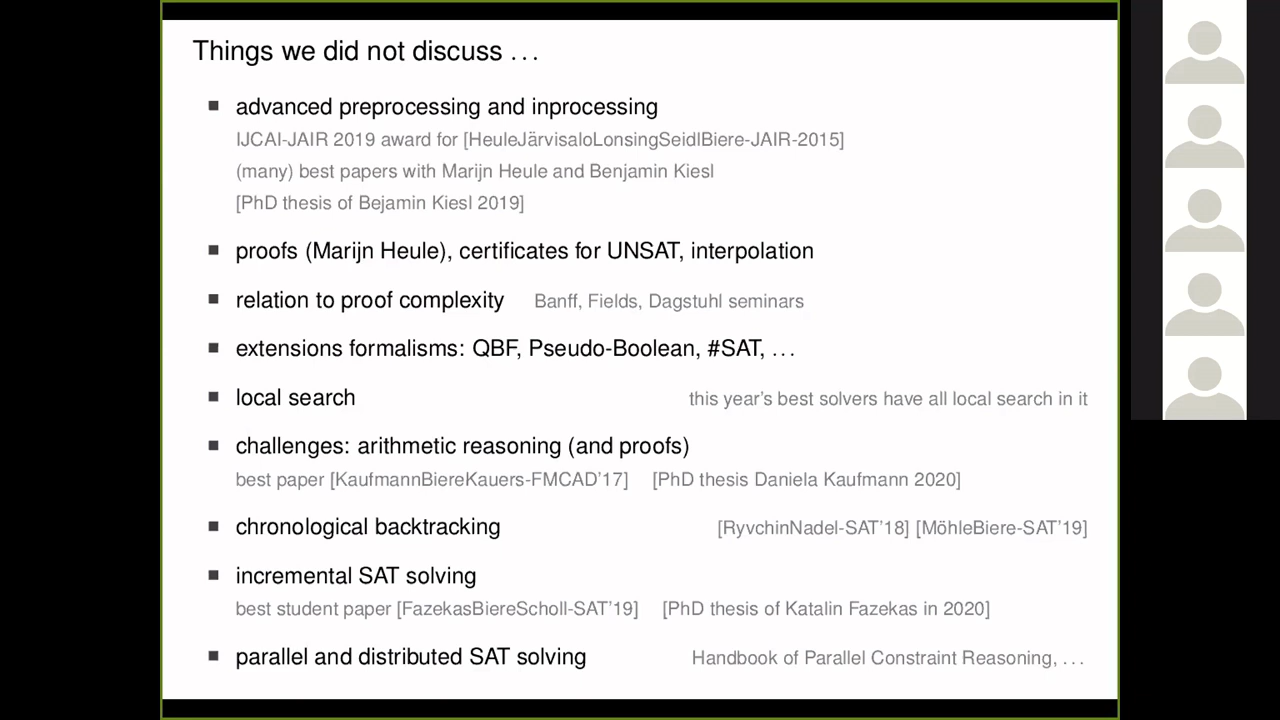 Things we did not discuss ...
advanced preprocessing and inprocessing
IJCAI-JAIR 2019 award for [HeuleJärvisaloLonsingSeidlBiere-JAIR-2015]
(many) best papers with Marijn Heule and Benjamin Kiesl
[PhD thesis of Bejamin Kiesl 2019]
proofs (Marijn Heule), certificates for UNSAT, interpolation
relation to proof complexity Banff, Fields, Dagstuhl seminars
extensions formalisms: QBF, Pseudo-Boolean, #SAT, ...
local search this year's best solvers have all local search in it
challenges: arithmetic reasoning (and proofs)
best paper [KaufmannBiereKauers-FMCAD'17] [PhD thesis Daniela Kaufmann 2020]
chronological backtracking [RyvchinNadel-SAT'18] [MöhleBiere-SAT'19]
incremental SAT solving
best student paper [FazekasBiereScholl-SAT'19] [PhD thesis of Katalin Fazekas in 2020]
parallel and distributed SAT solving Handbook of Parallel Constraint Reasoning, ...